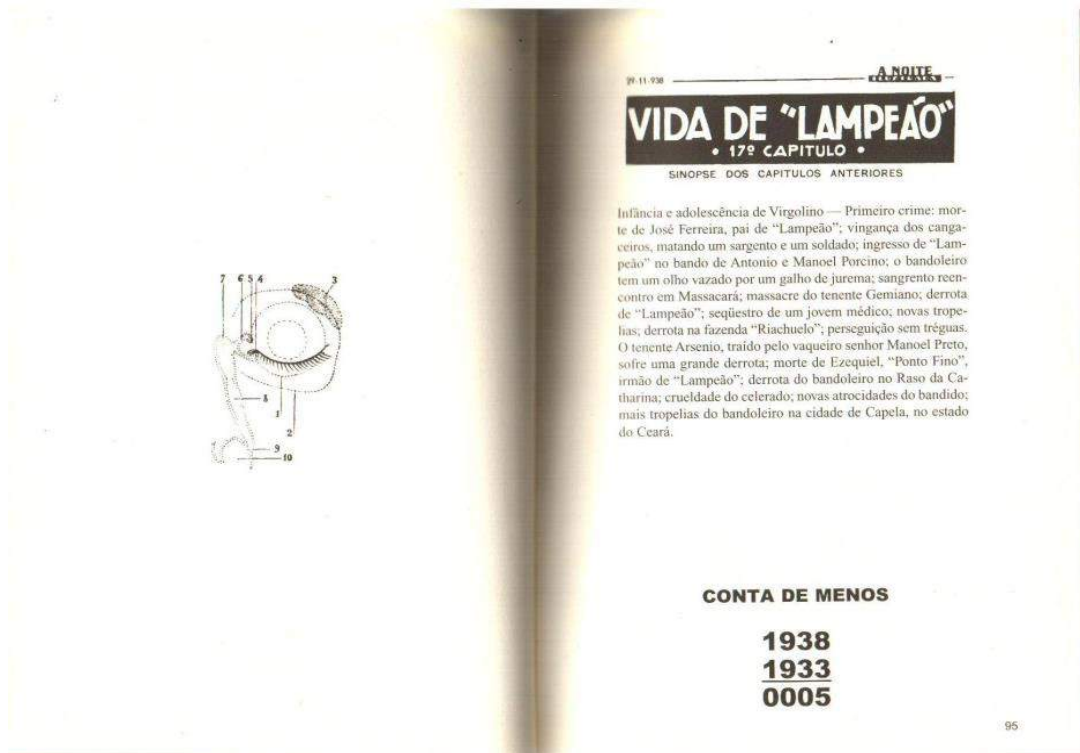 7 6 5 4
3
8
1
2
9
10
29-11-938
A NOITE
ILLUSTRADA
VIDA DE "LAMPEÃO"
• 17º CAPITULO •
SINOPSE DOS CAPITULOS ANTERIORES
Infância e adolescência de Virgolino — Primeiro crime: mor-
te de José Ferreira, pai de “Lampeão”; vingança dos canga-
ceiros, matando um sargento e um soldado; ingresso de “Lam-
peão” no bando de Antonio e Manoel Porcino; o bandoleiro
tem um olho vazado por um galho de jurema; sangrento reen-
contro em Massacará; massacre do tenente Gemiano; derrota
de “Lampeão”; seqüestro de um jovem médico; novas trope-
lias; derrota na fazenda “Riachuelo”; perseguição sem tréguas.
O tenente Arsenio, traído pelo vaqueiro senhor Manoel Preto,
sofre uma grande derrota; morte de Ezequiel, “Ponto Fino”,
irmão de “Lampeão”; derrota do bandoleiro no Raso da Ca-
tharina; crueldade do celerado; novas atrocidades do bandido;
mais tropelias do bandoleiro na cidade de Capela, no estado
do Ceará.
CONTA DE MENOS
1938
1933
0005
95